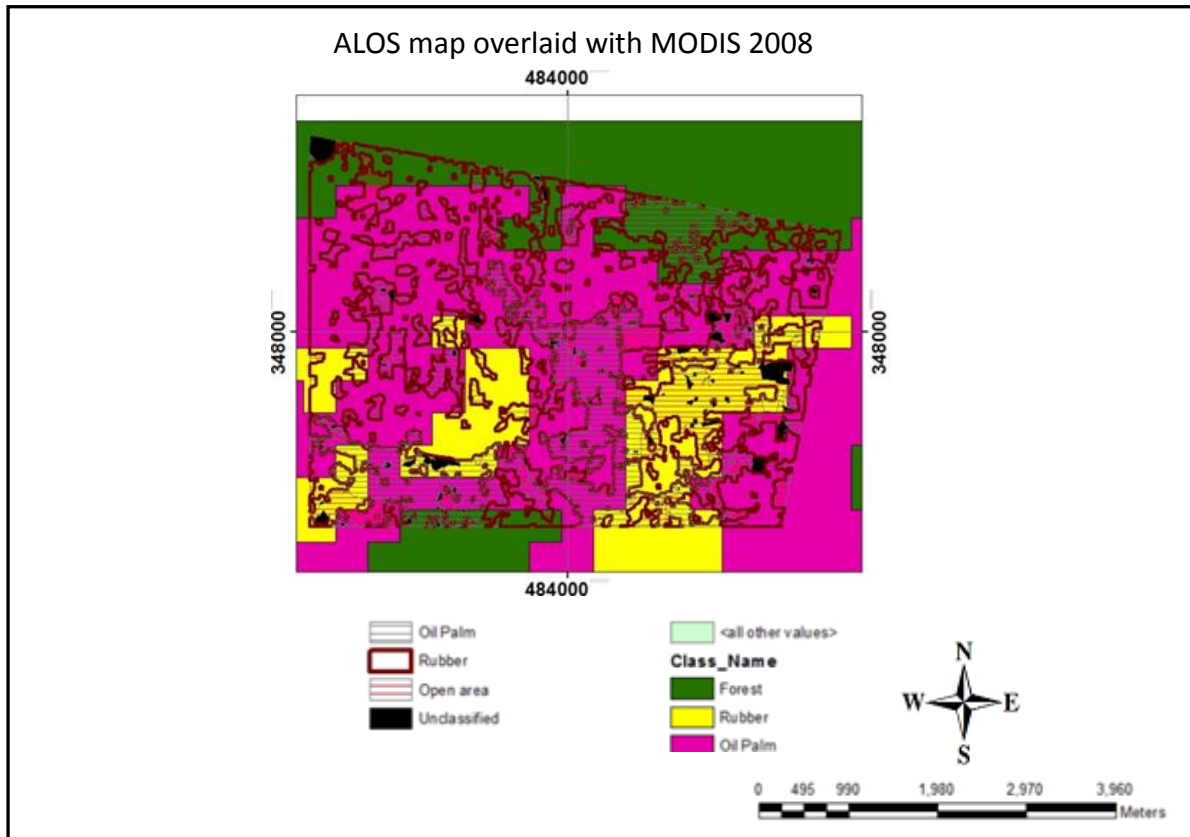 ALOS map overlaid with MODIS 2008
484000
348000
348000
484000
Oil Palm
Rubber
Open area
Unclassified
<all other values>
Class_Name
Forest
Rubber
Oil Palm
N
W E
S
0 495 990 1,980 2,970 3,960
Meters